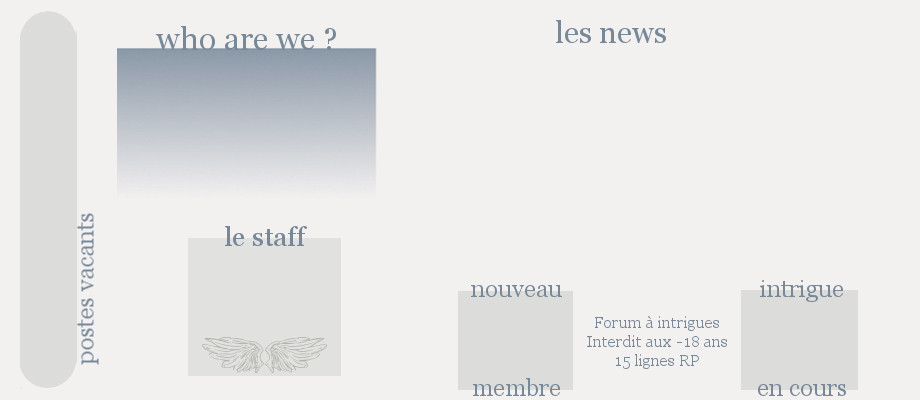 who are we ?
les news
postes vacants
le staff
nouveau
membre
Forum à intrigues
Interdit aux -18 ans
15 lignes RP
intrigue
en cours